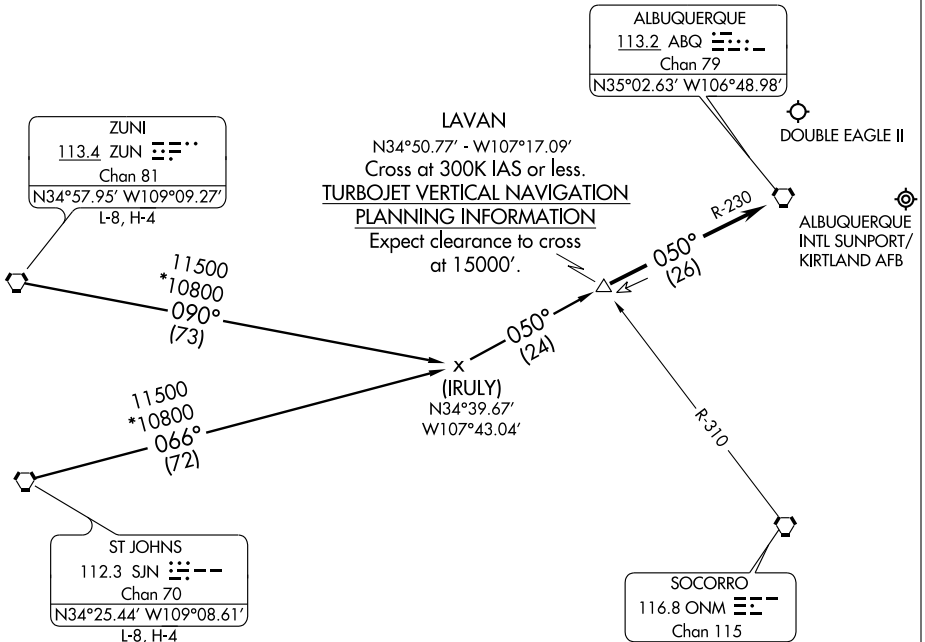 ALBUQUERQUE
113.2 ABQ
Chan 79
N35°02.63' W106°48.98'
DOUBLE EAGLE II
ALBUQUERQUE
INTL SUNPORT/
KIRTLAND AFB
ZUNI
113.4 ZUN
Chan 81
N34°57.95' W109°09.27'
L-8, H-4
LAVAN
N34°50.77' - W107°17.09'
Cross at 300K IAS or less.
TURBOJET VERTICAL NAVIGATION
PLANNING INFORMATION
Expect clearance to cross
at 15000'.
R-230
050°
(26)
11500
*10800
090°
(73)
050°
(24)
x
(IRULY)
N34°39.67'
W107°43.04'
11500
*10800
066°
(72)
R-310
ST JOHNS
112.3 SJN
Chan 70
N34°25.44' W109°08.61'
L-8, H-4
SOCORRO
116.8 ONM
Chan 115